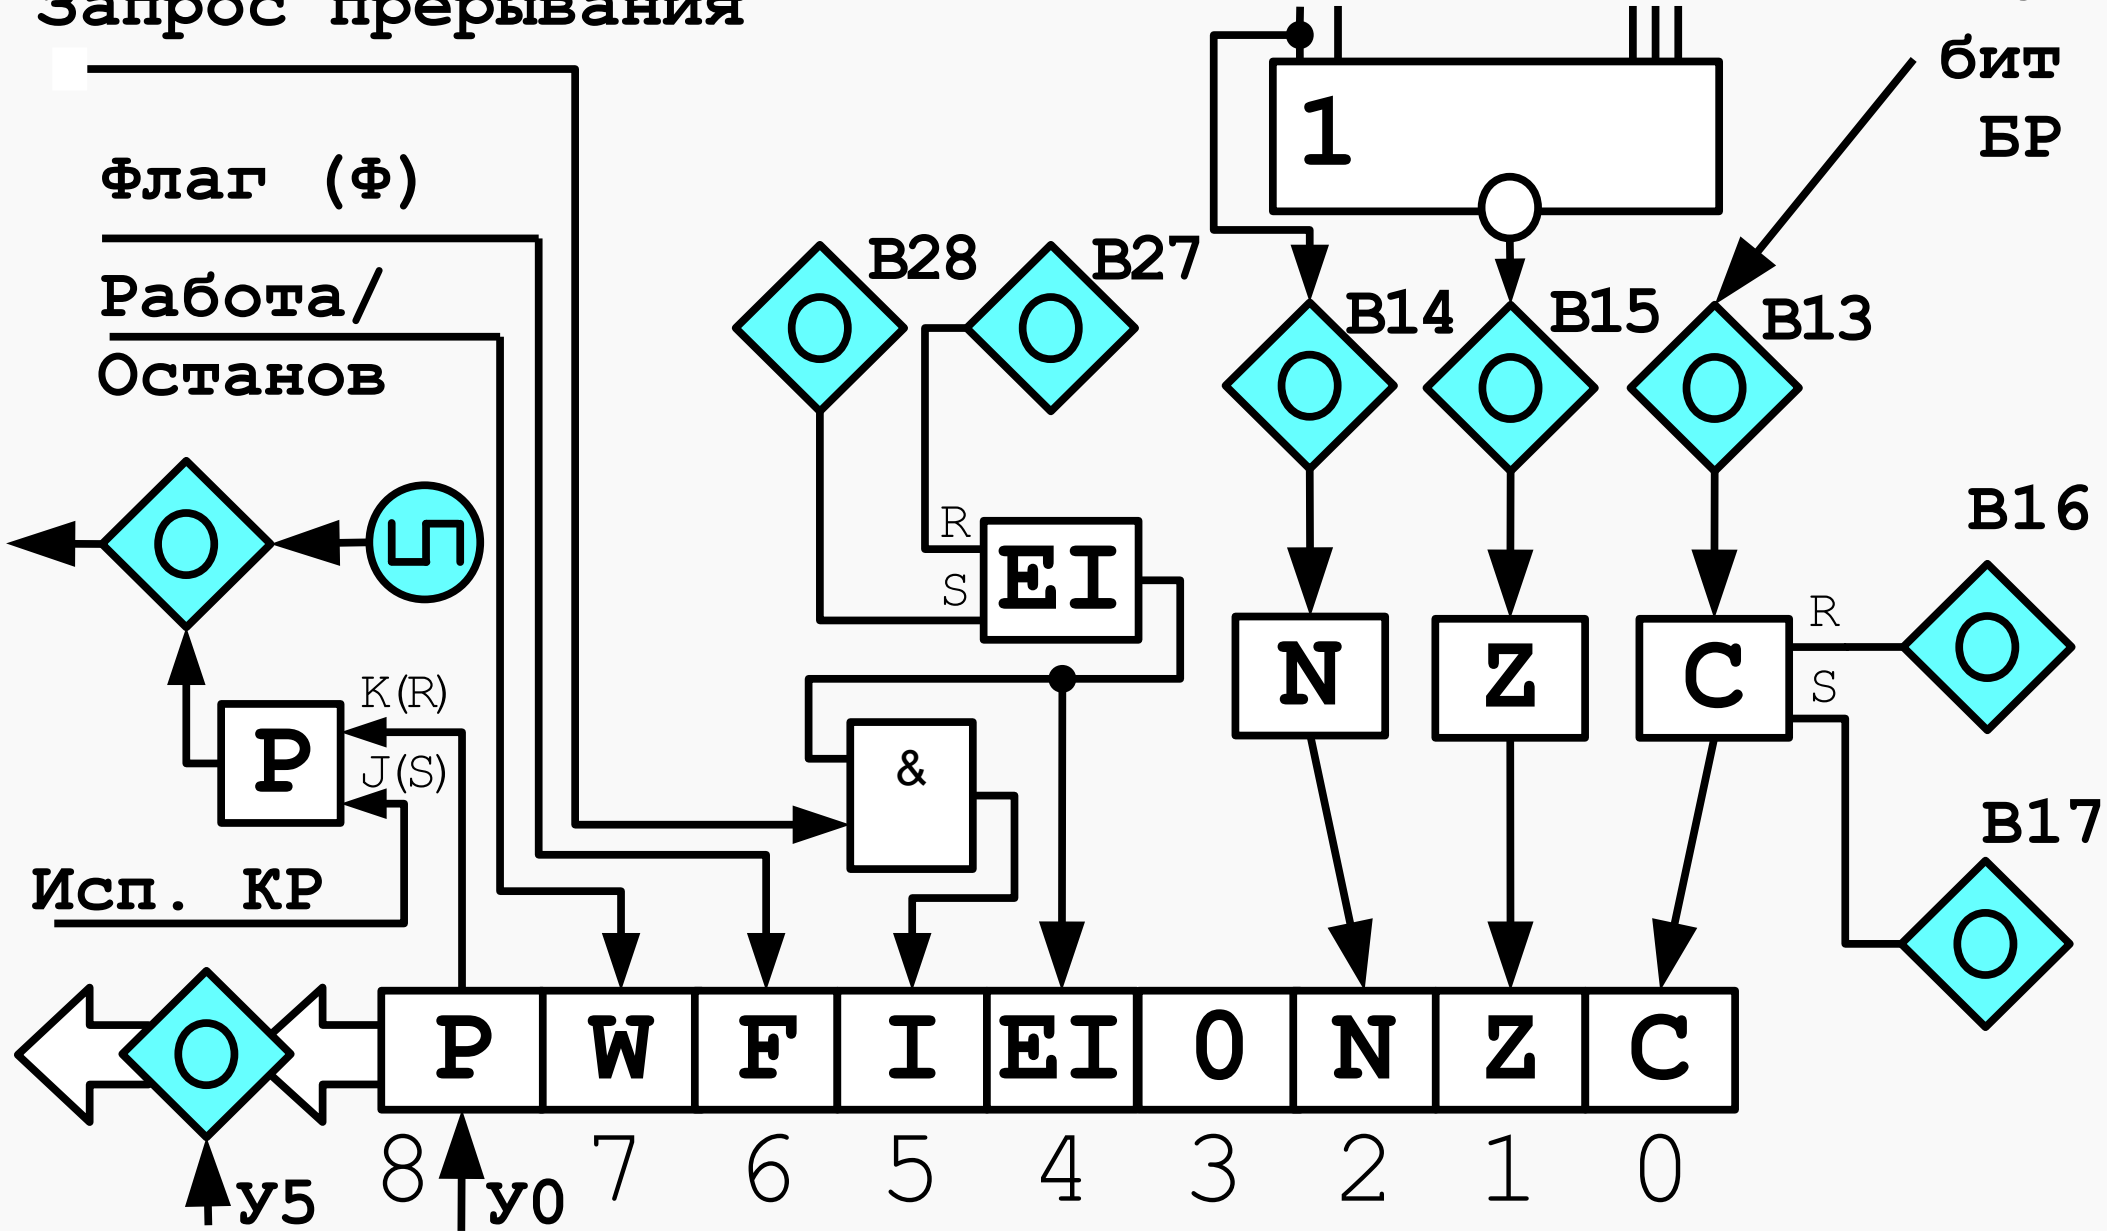 Запрос прерывания
бит
БР
1
Флаг (Ф)
Работа/
Останов
В28
В27
В14
В15
В13
В16
R
S
EI
N
Z
C
R
S
K(R)
J(S)
P
&
В17
Исп. КР
P W F I EI 0 N Z C
8 7 6 5 4 3 2 1 0
У5
У0